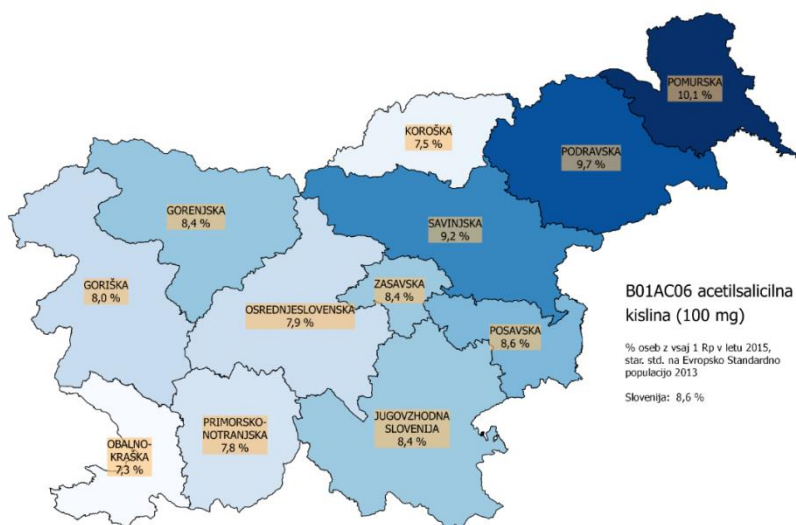 POMURSKA
10,1 %
KOROŠKA
7,5 %
PODRAVSKA
9,7 %
GORENJSKA
8,4 %
SAVINJSKA
9,2 %
GORIŠKA
8,0 %
ZASAVSKA
8,4 %
OSREDNJESLOVENSKA
7,9 %
POSAVSKA
8,6 %
PRIMORSKO-
NOTRANJSKA
7,8 %
JUGOVZHODNA
SLOVENIJA
8,4 %
OBALNO-
KRAŠKA
7,3 %
B01AC06 acetilsalicilna
kislina (100 mg)
% oseb z vsaj 1 Rp v letu 2015,
star. std. na Evropsko Standardno
populacijo 2013
Slovenija: 8,6 %